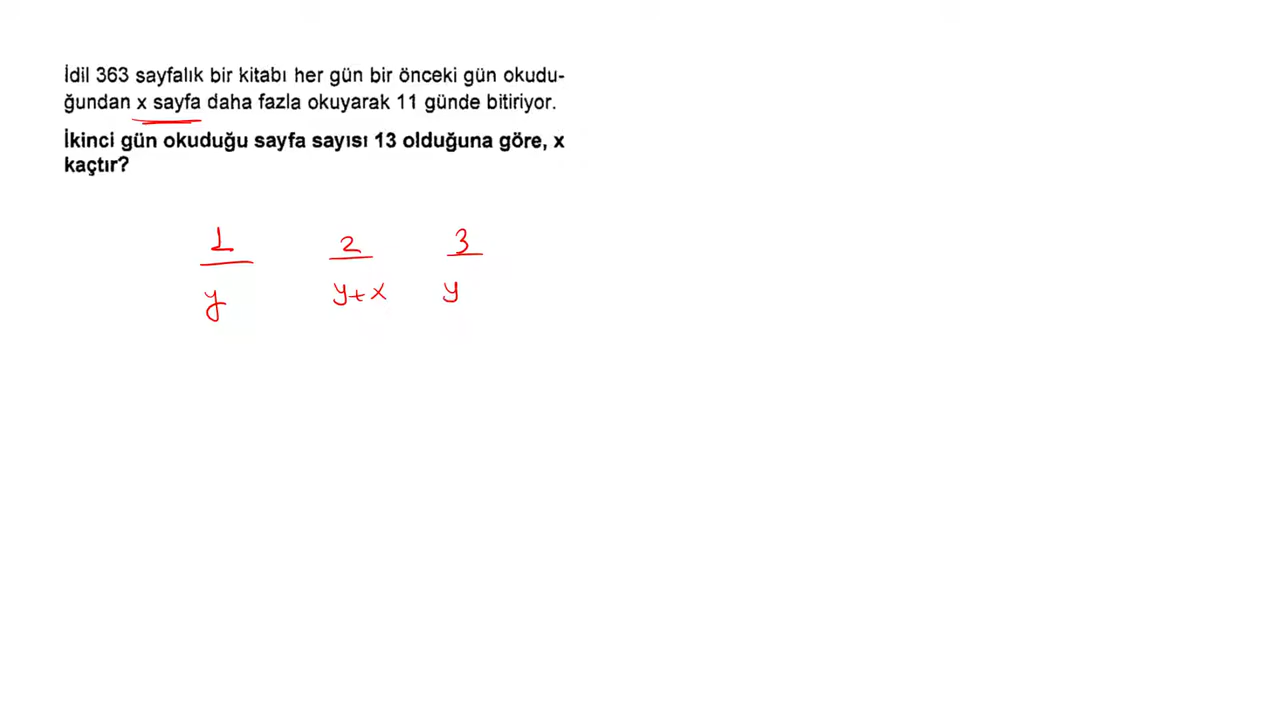 İdil 363 sayfalık bir kitabı her gün bir önceki gün okudu-
ğundan x sayfa daha fazla okuyarak 11 günde bitiriyor.
İkinci gün okuduğu sayfa sayısı 13 olduğuna göre, x
kaçtır?
1 2 3
y y+x y